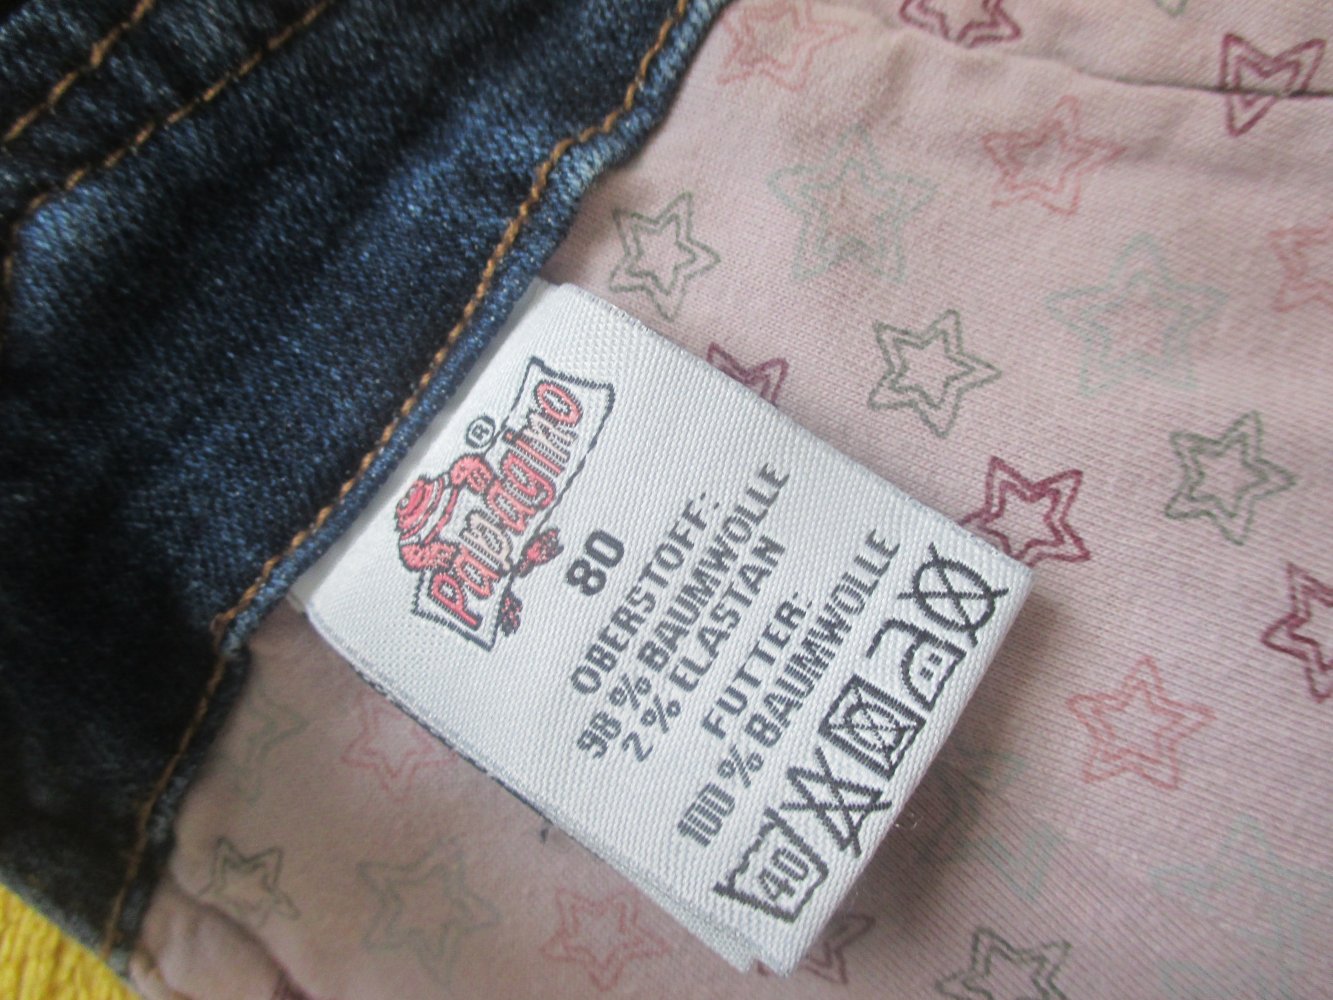 Papagino ®
80
OBERSTOFF:
98 % BAUMWOLLE
2 % ELASTAN
FUTTER:
100 % BAUMWOLLE
40